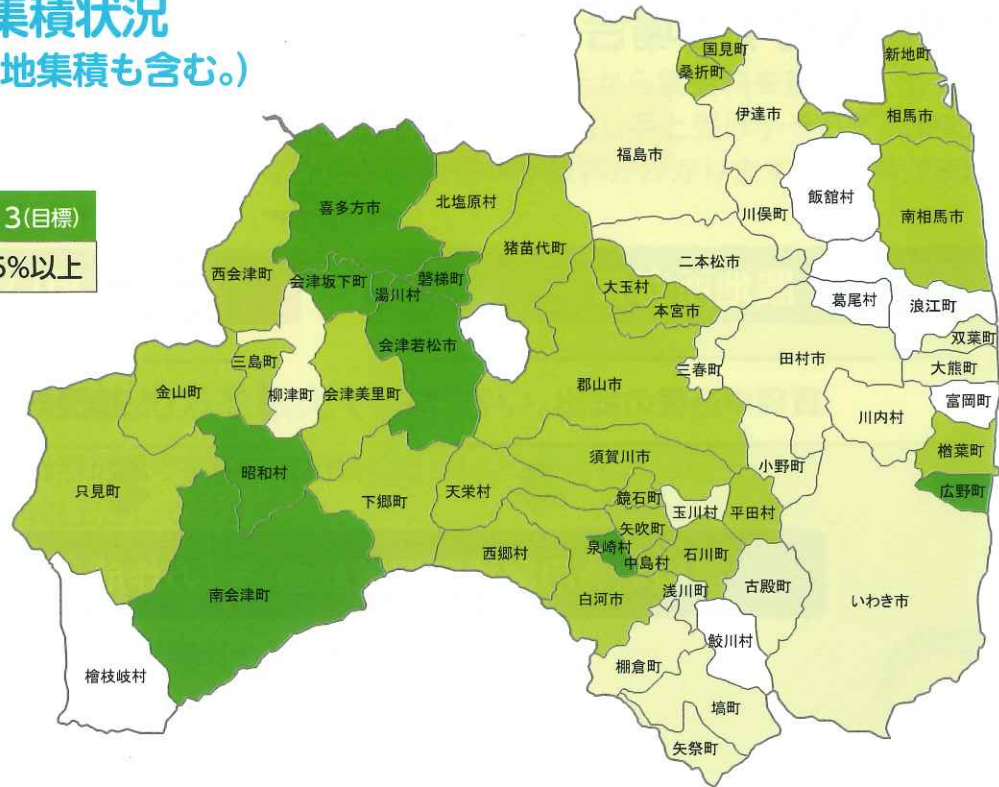 集積状況
地集積も含む。)
3(目標)
5%以上
国見町
桑折町
新地町
伊達市
相馬市
福島市
飯舘村
喜多方市
北塩原村
川俣町
南相馬市
猪苗代町
二本松市
西会津町
会津坂下町
磐梯町
湯川村
大玉村
本宮市
葛尾村
浪江町
双葉町
会津若松市
三島町
三春町
田村市
大熊町
金山町
柳津町
会津美里町
郡山市
富岡町
川内村
楢葉町
須賀川市
小野町
昭和村
只見町
下郷町
天栄村
鏡石町
玉川村
平田村
広野町
矢吹町
泉崎村
中島村
石川町
西郷村
南会津町
白河市
浅川町
古殿町
いわき市
鮫川村
棚倉町
檜枝岐村
塙町
矢祭町